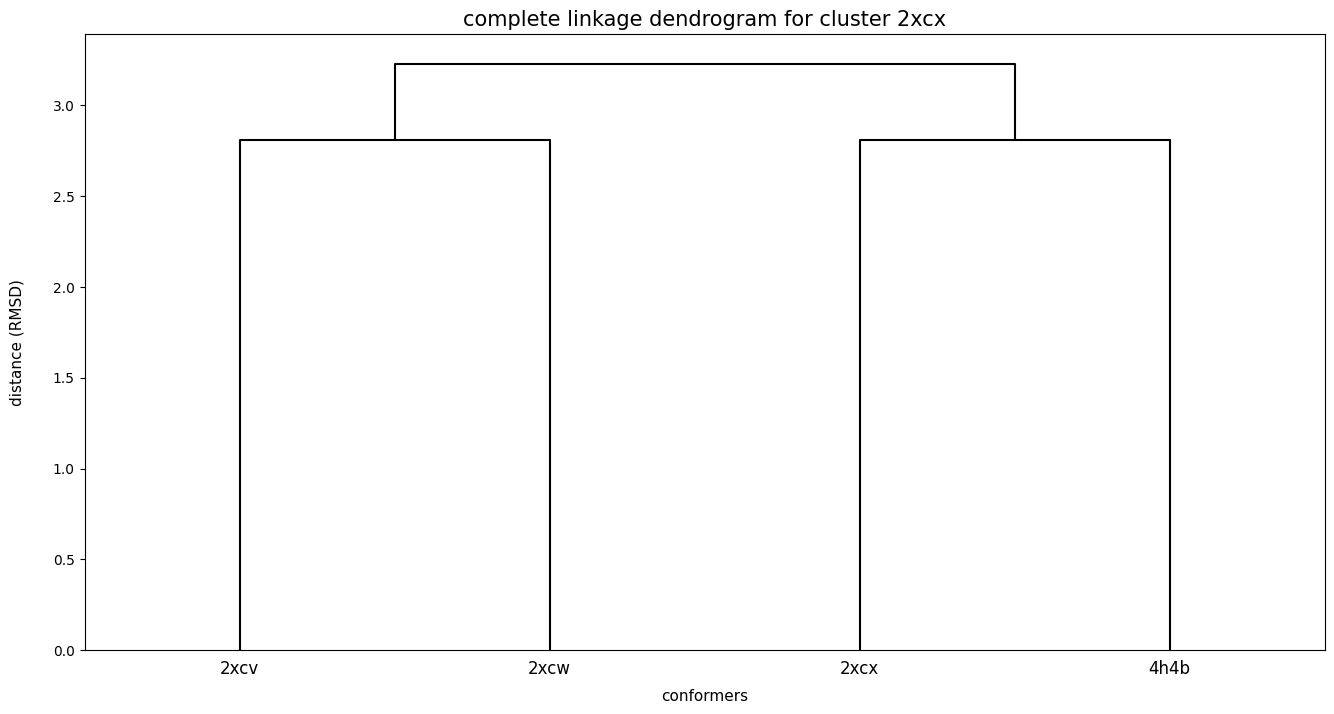 complete linkage dendrogram for cluster 2xcx
3.0
2.5
2.0
1.5
1.0
0.5
0.0
distance (RMSD)
2xcv 2xcw 2xcx 4h4b
conformers